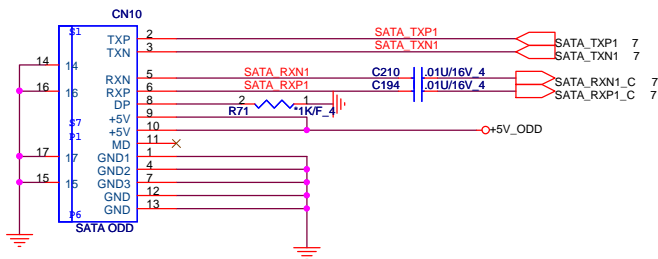 CN10
S1
TXP 2 SATA_TXP1 SATA_TXP1 7
TXN 3 SATA_TXN1 SATA_TXN1 7
14 14
RXN 5 SATA_RXN1 C210 .01U/16V_4 SATA_RXN1_C 7
16 16 RXP 6 SATA_RXP1 C194 .01U/16V_4 SATA_RXP1_C 7
DP 8 2 1
R71 *1K/F_4
+5V 9
S7
P1 +5V 10 +5V_ODD
MD 11
17 17 GND1 1
GND2 4
15 15 GND3 7
GND 12
GND 13
P6
SATA ODD